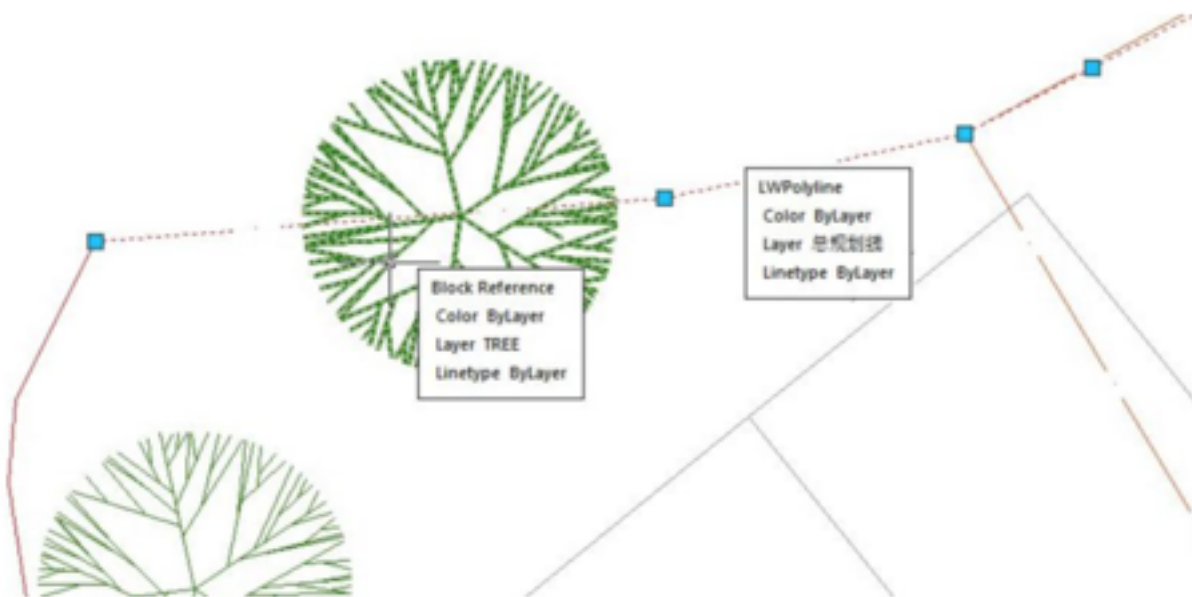 LWPolyline
Color ByLayer
Layer 总规划线
Linetype ByLayer
Block Reference
Color ByLayer
Layer TREE
Linetype ByLayer